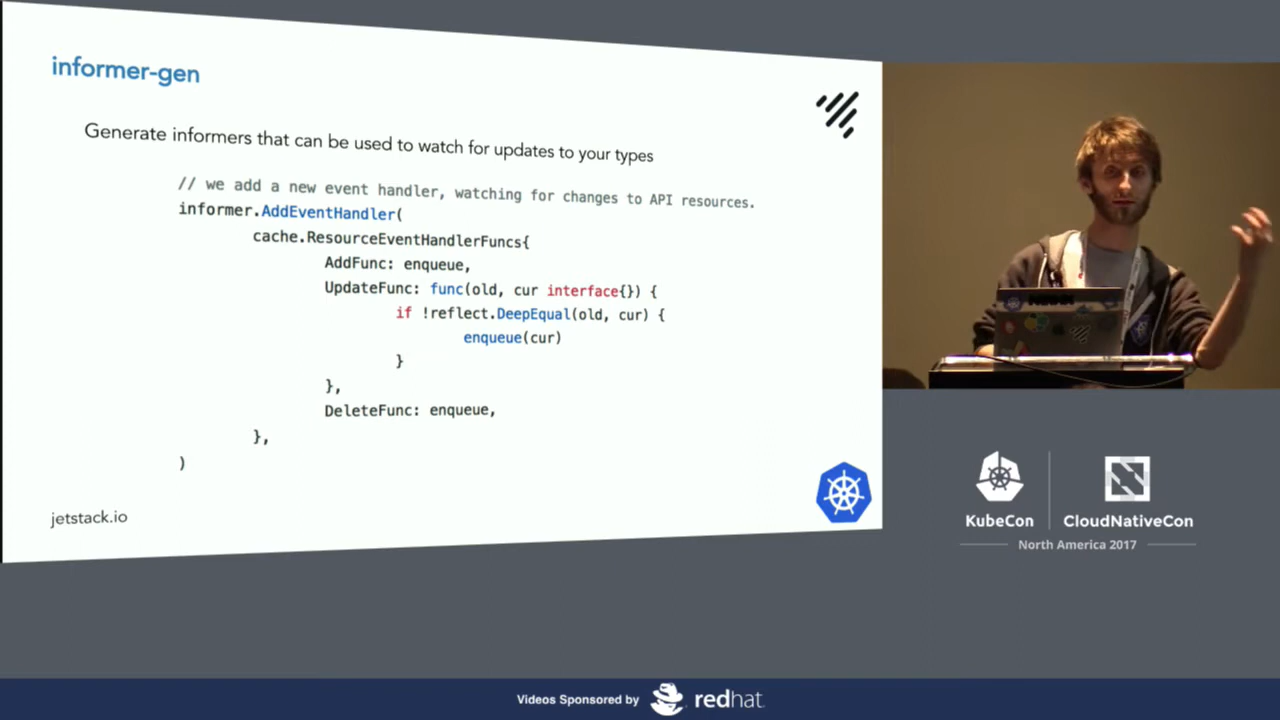 informer-gen
Generate informers that can be used to watch for updates to your types
// we add a new event handler, watching for changes to API resources.
informer.AddEventHandler(
cache.ResourceEventHandlerFuncs{
AddFunc: enqueue,
UpdateFunc: func(old, cur interface{}) {
if !reflect.DeepEqual(old, cur) {
enqueue(cur)
}
},
DeleteFunc: enqueue,
},
)
jetstack.io
KubeCon
CloudNativeCon
North America 2017
Videos Sponsored by
redhat.